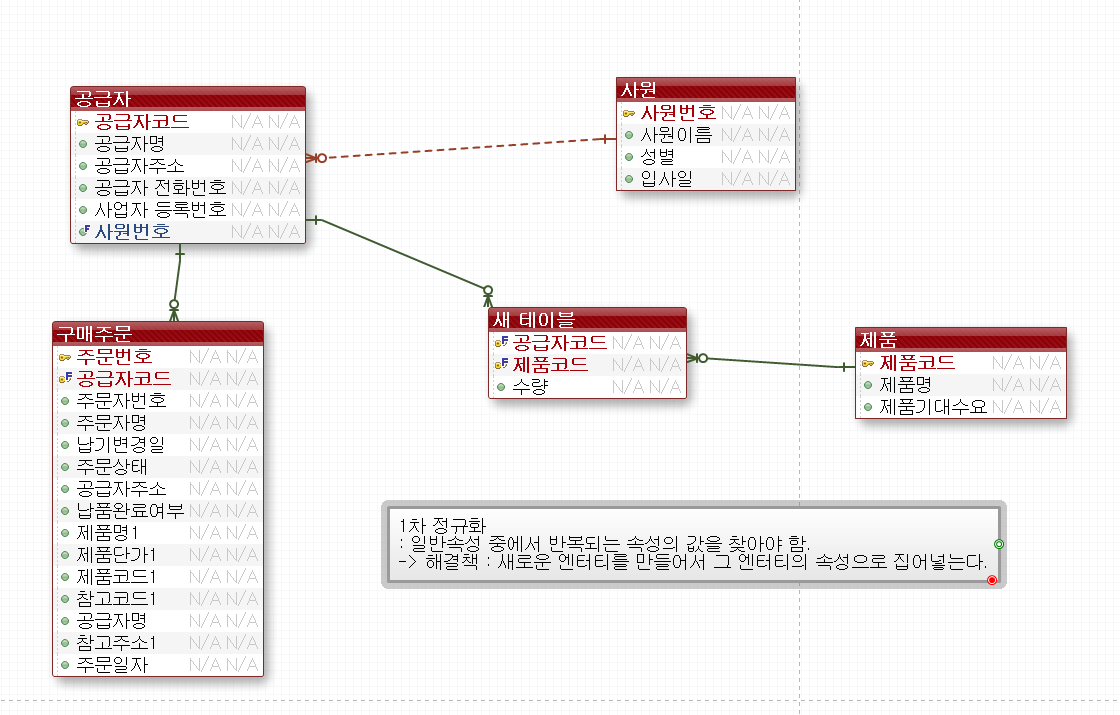 공급자
공급자코드 N/A N/A
공급자명 N/A N/A
공급자주소 N/A N/A
공급자 전화번호 N/A N/A
사업자 등록번호 N/A N/A
사원번호 N/A N/A
사원
사원번호 N/A N/A
사원이름 N/A N/A
성별 N/A N/A
입사일 N/A N/A
구매주문
주문번호 N/A N/A
공급자코드 N/A N/A
주문자번호 N/A N/A
주문자명 N/A N/A
납기변경일 N/A N/A
주문상태 N/A N/A
공급자주소 N/A N/A
납품완료여부 N/A N/A
제품명1 N/A N/A
제품단가1 N/A N/A
제품코드1 N/A N/A
참고코드1 N/A N/A
공급자명 N/A N/A
참고주소1 N/A N/A
주문일자 N/A N/A
새 테이블
공급자코드 N/A N/A
제품코드 N/A N/A
수량 N/A N/A
제품
제품코드 N/A N/A
제품명 N/A N/A
제품기대수요 N/A N/A
1차 정규화
: 일반속성 중에서 반복되는 속성의 값을 찾아야 함.
-> 해결책 : 새로운 엔터티를 만들어서 그 엔터티의 속성으로 집어넣는다.